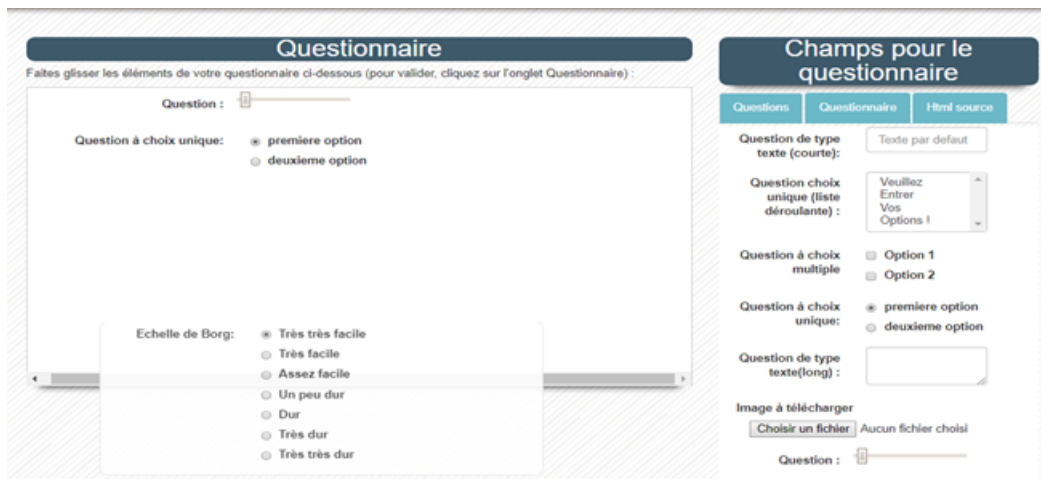 Questionnaire
Faites glisser les éléments de votre questionnaire ci-dessous (pour valider, cliquez sur l'onglet Questionnaire) :
Question :
Question à choix unique:
premiere option
deuxieme option
Echelle de Borg:
Très très facile
Très facile
Assez facile
Un peu dur
Dur
Très dur
Très très dur
Champs pour le
questionnaire
Questions Questionnaire Html source
Question de type
texte (courte):
Texte par defaut
Question choix
unique (liste
déroulante) :
Veuillez
Entrer
Vos
Options !
Question à choix
multiple
Option 1
Option 2
Question à choix
unique:
premiere option
deuxieme option
Question de type
texte(long) :
Image à télécharger
Choisir un fichier Aucun fichier choisi
Question :